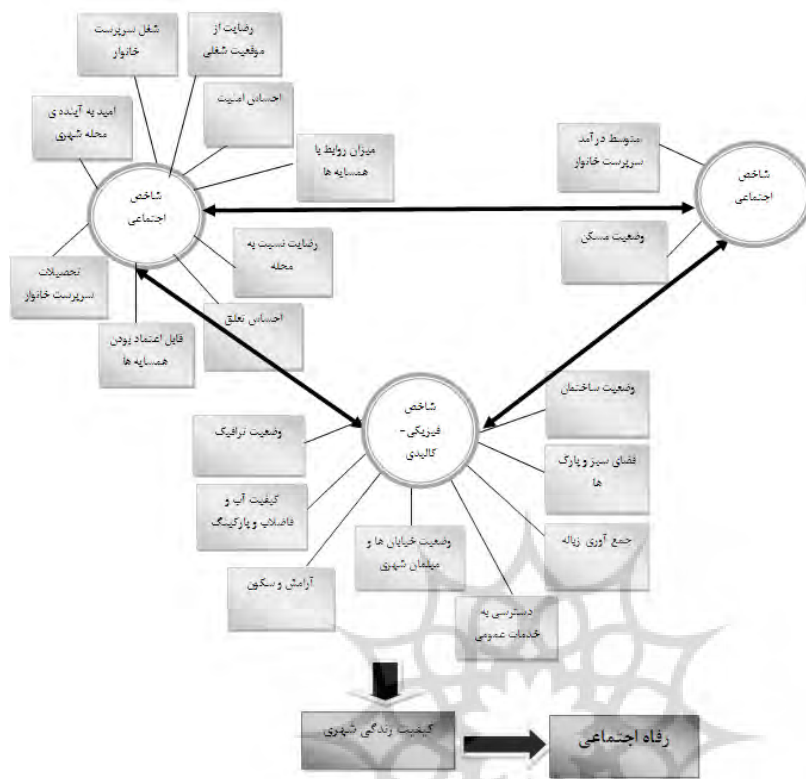 شغل سرپرست
خانوار
رضایت از
موقعیت شغلی
امید به آینده ی
محله شهری
احساس امنیت
میزان روابط با
همسایه ها
شاخص
اجتماعی
تحصیلات
سرپرست خانوار
قابل اعتماد بودن
همسایه ها
احساس تعلق
رضایت نسبت به
محله
متوسط درآمد
سرپرست خانوار
شاخص
اجتماعی
وضعیت مسکن
شاخص
فیزیکی-
کالبدی
وضعیت ساختمان
فضای سبز و پارک
ها
جمع آوری زباله
دسترسی به
خدمات عمومی
وضعیت خیابان ها و
مبلمان شهری
آرامش و سکون
کیفیت آب و
فاضلاب و پارکینگ
وضعیت ترافیک
کیفیت زندگی شهری
رفاه اجتماعی